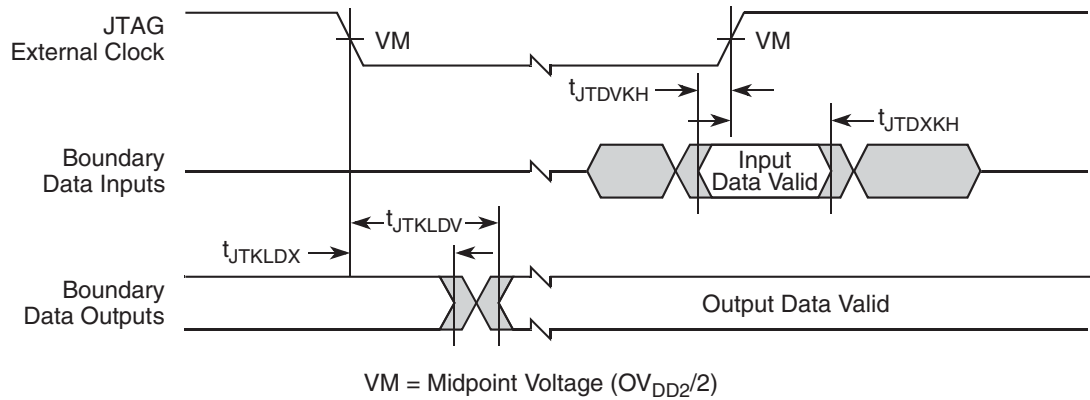 JTAG
External Clock
VM
VM
tJTDVKH
tJTDXKH
Boundary
Data Inputs
Input
Data Valid
tJTKLDV
tJTKLDX
Boundary
Data Outputs
Output Data Valid
VM = Midpoint Voltage (OVDD2/2)